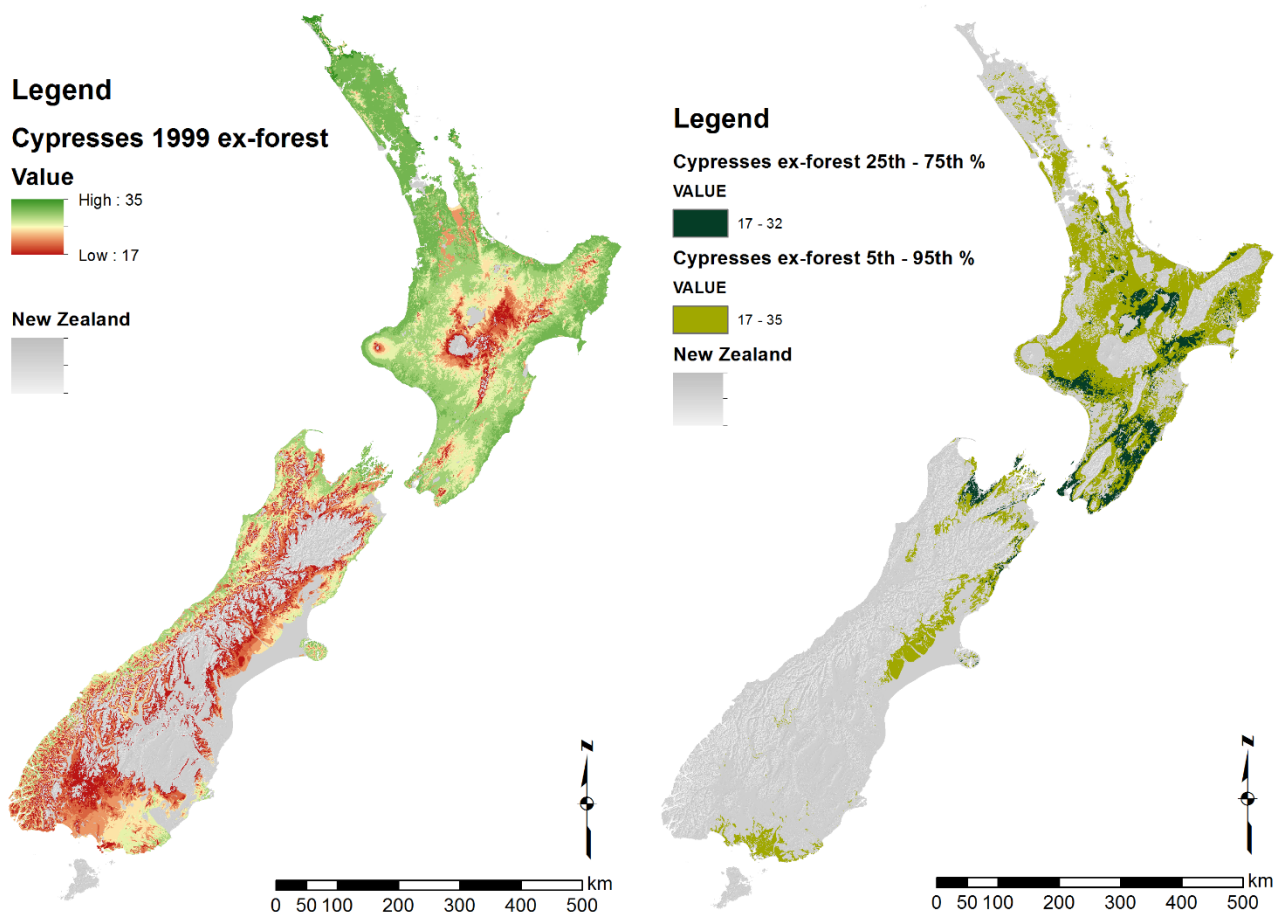 Legend
Cypresses 1999 ex-forest
Value
High : 35
Low : 17
New Zealand
N
km
0 50 100 200 300 400 500
Legend
Cypresses ex-forest 25th - 75th %
VALUE
17 - 32
Cypresses ex-forest 5th - 95th %
VALUE
17 - 35
New Zealand
N
km
0 50 100 200 300 400 500